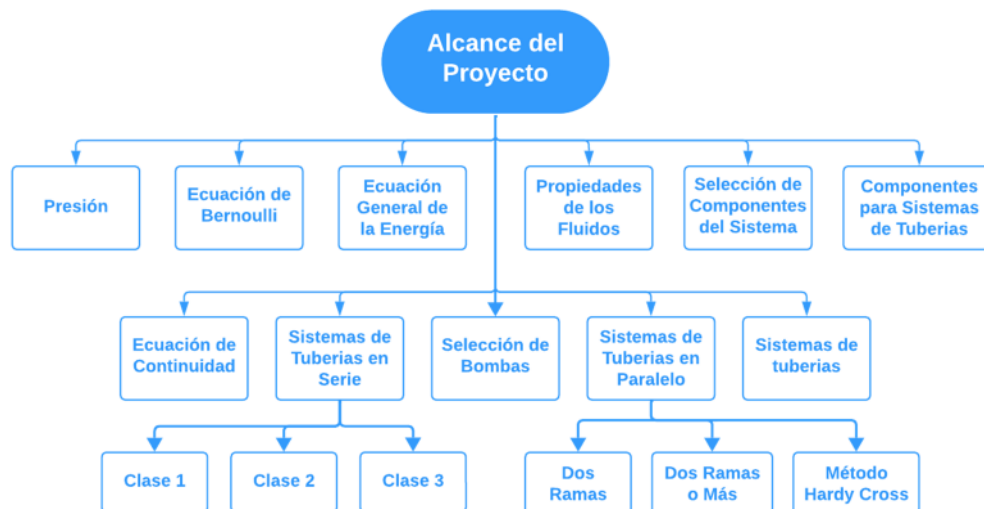 Alcance del
Proyecto
Presión
Ecuación de
Bernoulli
Ecuación
General de
la Energía
Propiedades
de los
Fluidos
Selección de
Componentes
del Sistema
Componentes
para Sistemas
de Tuberias
Ecuación de
Continuidad
Sistemas de
Tuberias en
Serie
Selección de
Bombas
Sistemas de
Tuberias en
Paralelo
Sistemas de
tuberias
Clase 1
Clase 2
Clase 3
Dos
Ramas
Dos Ramas
o Más
Método
Hardy Cross